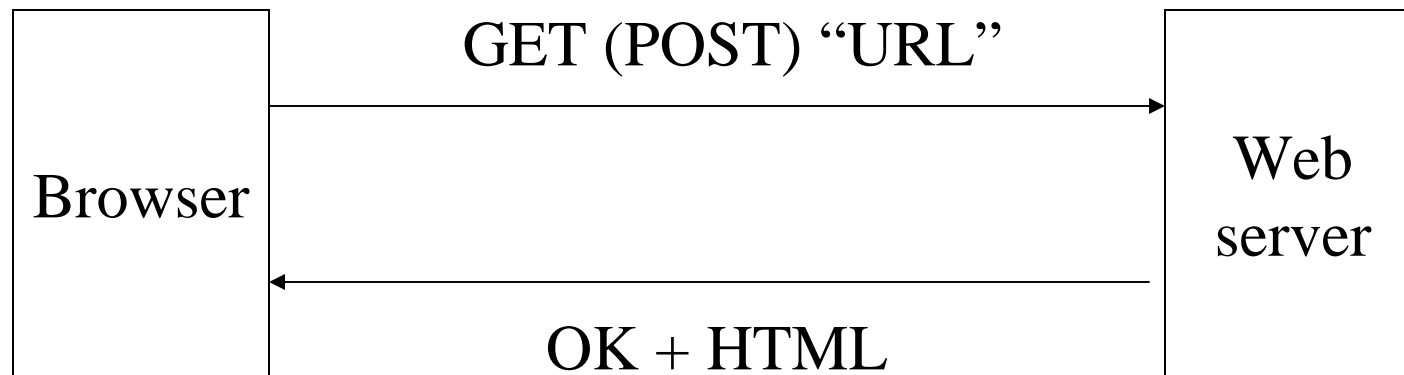 GET (POST) “URL”
Browser
Web
server
OK + HTML